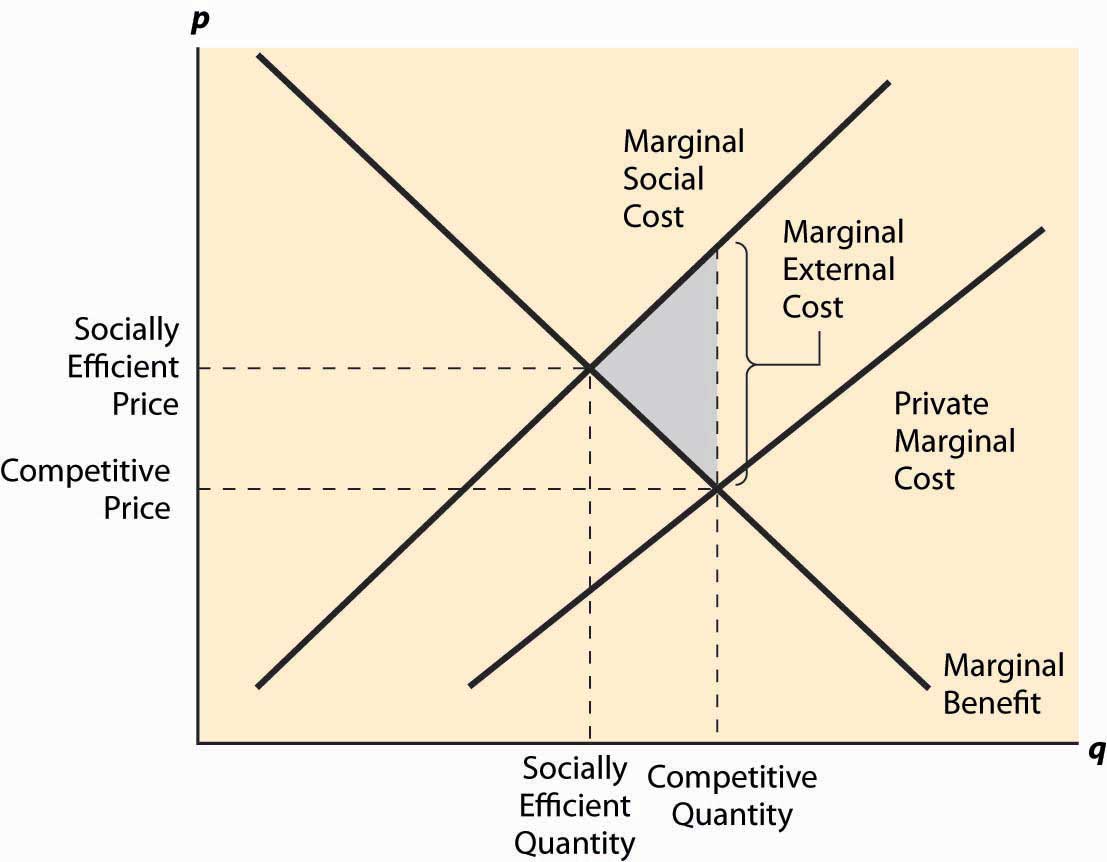 p
Marginal
Social
Cost
Marginal
External
Cost
Socially
Efficient
Price
Private
Marginal
Cost
Competitive
Price
Marginal
Benefit
q
Socially
Efficient
Quantity
Competitive
Quantity